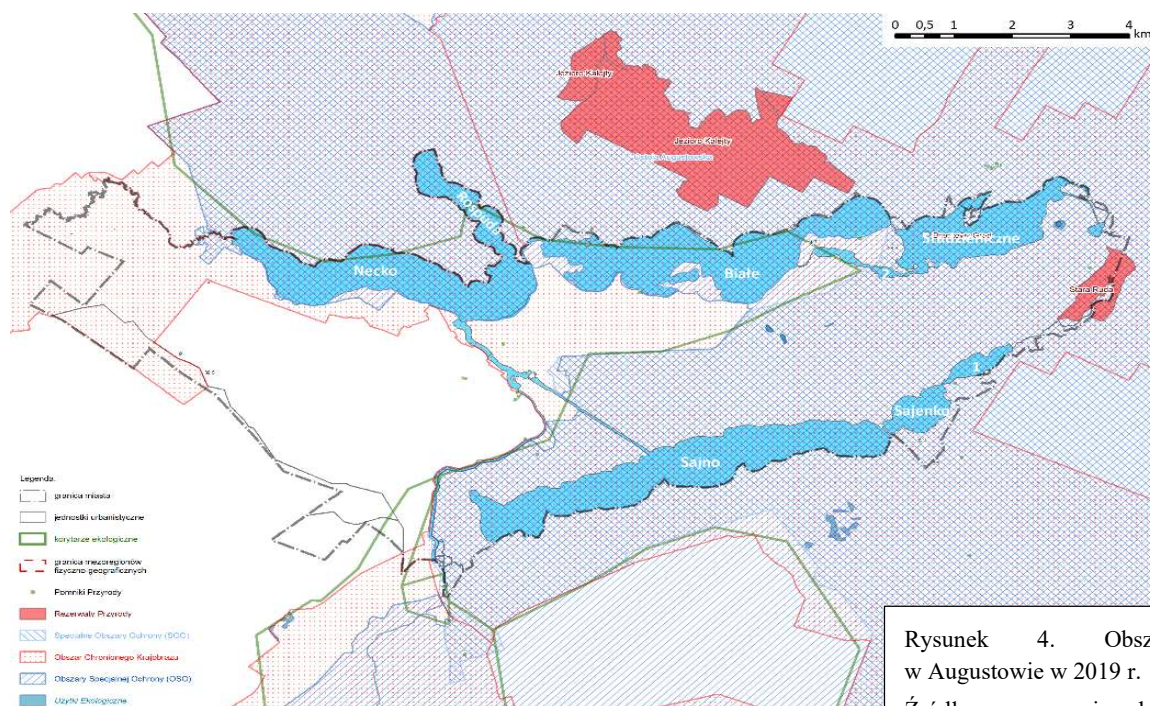 0 0,5 1 2 3 4
km
Jezioro Kalejty
Jezioro Kalejty
Rospuda
Necko
Białe
Studzieniczne
2
Stara Ruda
1
Sajenko
Sajno
Legenda:
granica miasta
jednostki urbanistyczne
korytarze ekologiczne
granica mezoregionów
fizyczno-geograficznych
Pomniki Przyrody
Rezerwaty Przyrody
Specjalne Obszary Ochrony (SOO)
Obszar Chronionego Krajobrazu
Obszary Specjalnej Ochrony (OSO)
Użytki Ekologiczne
Rysunek 4. Obsz
w Augustowie w 2019 r.